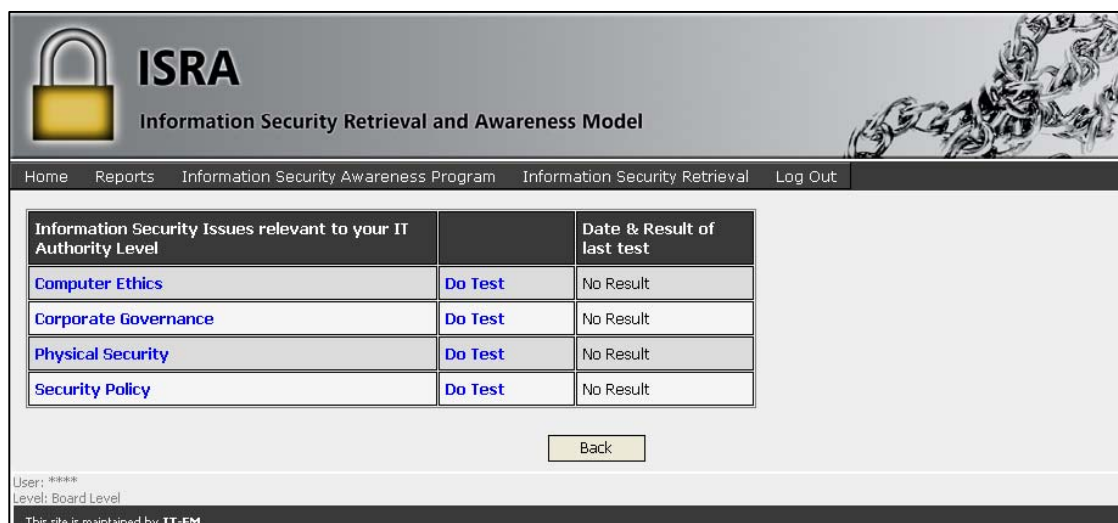 ISRA
Information Security Retrieval and Awareness Model
Home Reports Information Security Awareness Program Information Security Retrieval Log Out
Information Security Issues relevant to your IT Authority Level Date & Result of last test
Computer Ethics Do Test No Result
Corporate Governance Do Test No Result
Physical Security Do Test No Result
Security Policy Do Test No Result
Back
User: ****
Level: Board Level
This site is maintained by IT-EM